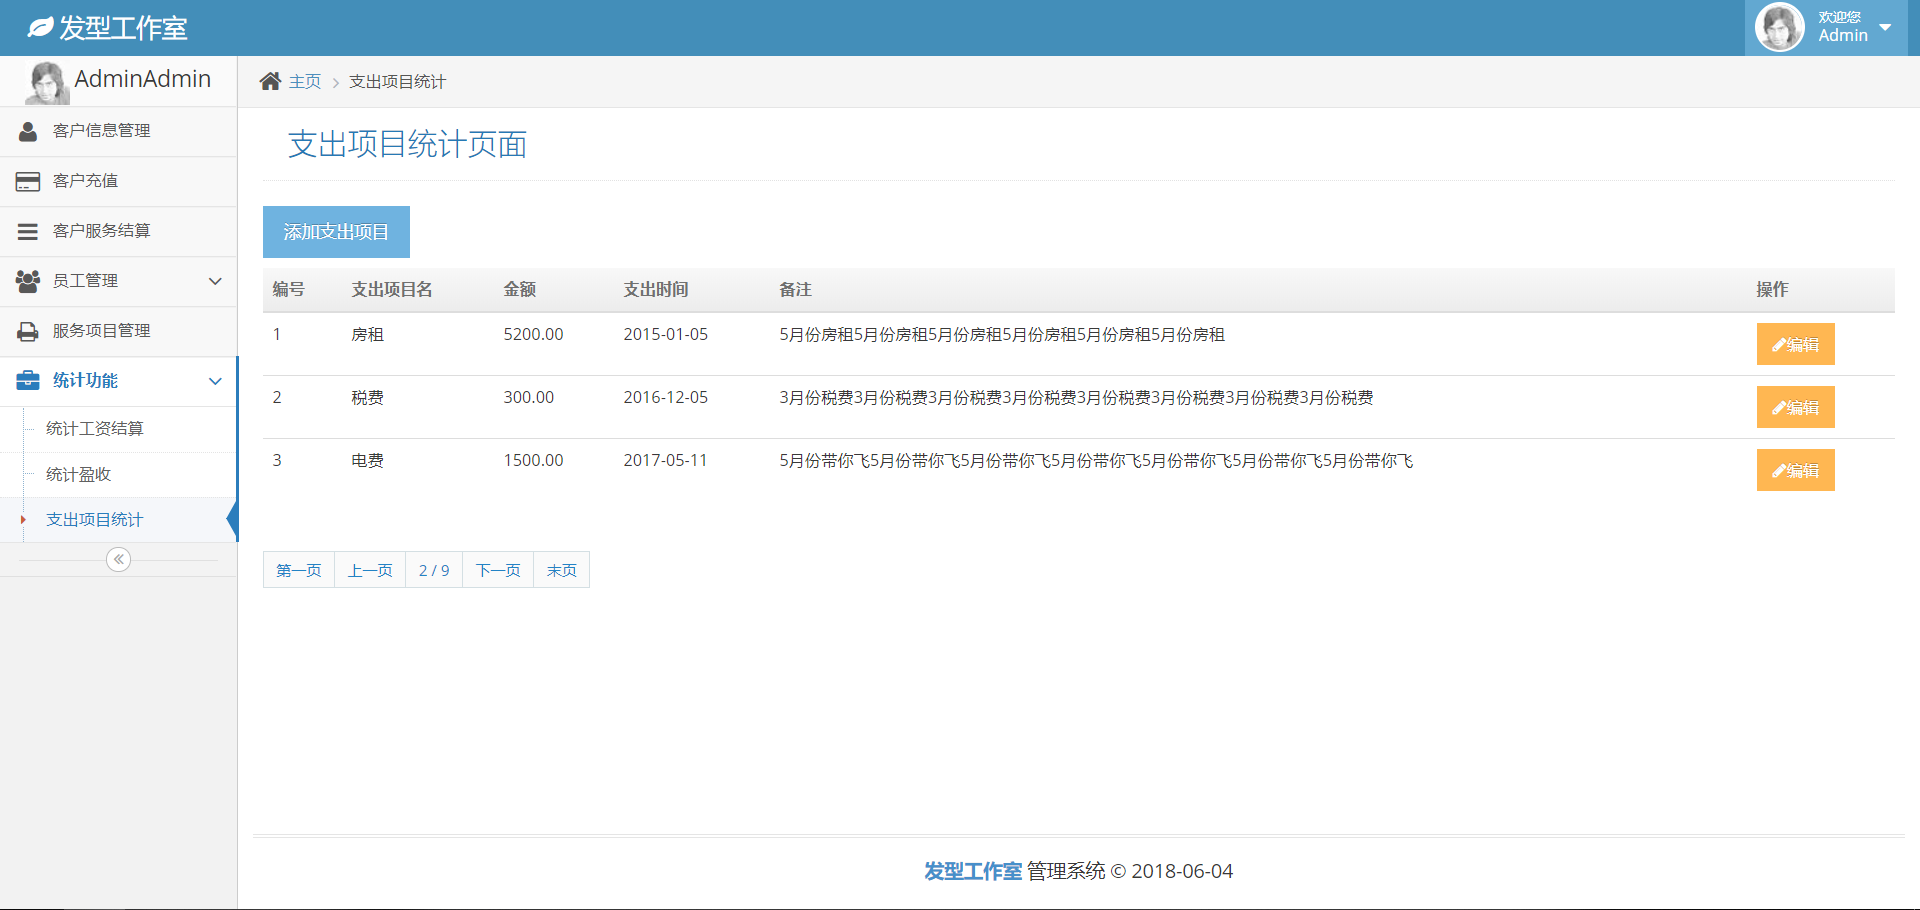 发型工作室
欢迎您
Admin
AdminAdmin
客户信息管理
客户充值
客户服务结算
员工管理
服务项目管理
统计功能
统计工资结算
统计盈收
支出项目统计
主页 > 支出项目统计
支出项目统计页面
添加支出项目
编号 支出项目名 金额 支出时间 备注 操作
1 房租 5200.00 2015-01-05 5月份房租5月份房租5月份房租5月份房租5月份房租5月份房租 编辑
2 税费 300.00 2016-12-05 3月份税费3月份税费3月份税费3月份税费3月份税费3月份税费3月份税费3月份税费 编辑
3 电费 1500.00 2017-05-11 5月份带你飞5月份带你飞5月份带你飞5月份带你飞5月份带你飞5月份带你飞5月份带你飞 编辑
第一页 上一页 2 / 9 下一页 末页
发型工作室 管理系统 © 2018-06-04